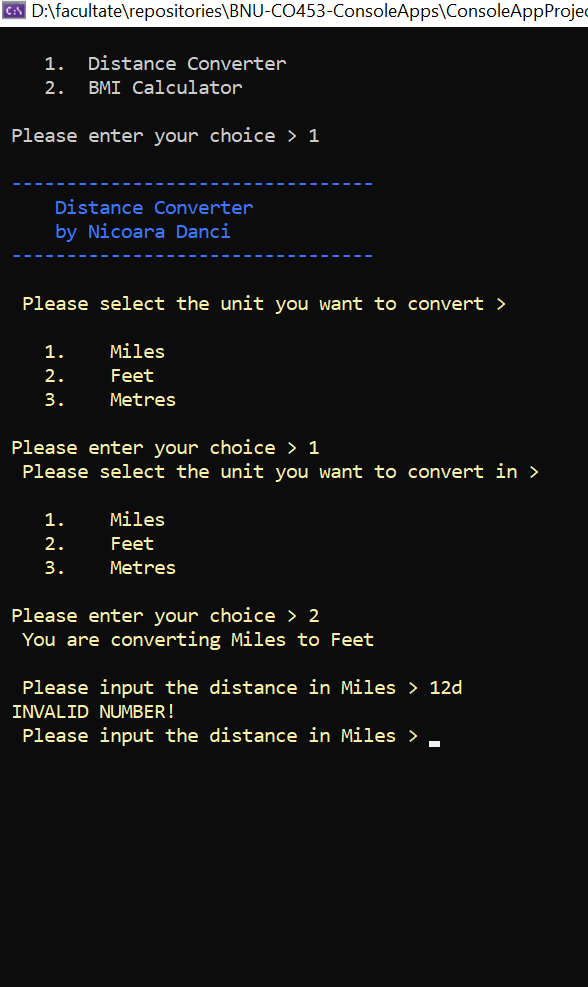 D:\facultate\repositories\BNU-CO453-ConsoleApps\ConsoleAppProjec
1. Distance Converter
2. BMI Calculator
Please enter your choice > 1
---------------------------------
Distance Converter
by Nicoara Danci
---------------------------------
Please select the unit you want to convert >
1. Miles
2. Feet
3. Metres
Please enter your choice > 1
Please select the unit you want to convert in >
1. Miles
2. Feet
3. Metres
Please enter your choice > 2
You are converting Miles to Feet
Please input the distance in Miles > 12d
INVALID NUMBER!
Please input the distance in Miles >